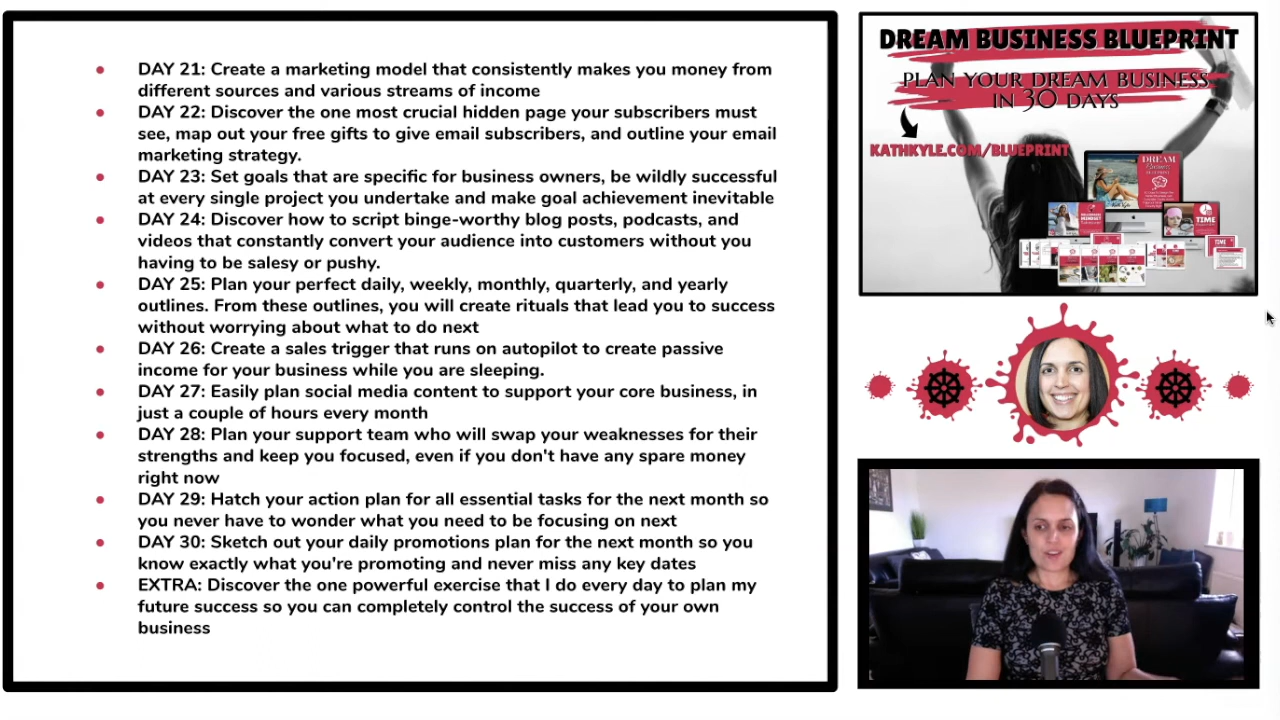 DAY 21: Create a marketing model that consistently makes you money from
different sources and various streams of income
DAY 22: Discover the one most crucial hidden page your subscribers must
see, map out your free gifts to give email subscribers, and outline your email
marketing strategy.
DAY 23: Set goals that are specific for business owners, be wildly successful
at every single project you undertake and make goal achievement inevitable
DAY 24: Discover how to script binge-worthy blog posts, podcasts, and
videos that constantly convert your audience into customers without you
having to be salesy or pushy.
DAY 25: Plan your perfect daily, weekly, monthly, quarterly, and yearly
outlines. From these outlines, you will create rituals that lead you to success
without worrying about what to do next
DAY 26: Create a sales trigger that runs on autopilot to create passive
income for your business while you are sleeping.
DAY 27: Easily plan social media content to support your core business, in
just a couple of hours every month
DAY 28: Plan your support team who will swap your weaknesses for their
strengths and keep you focused, even if you don't have any spare money
right now
DAY 29: Hatch your action plan for all essential tasks for the next month so
you never have to wonder what you need to be focusing on next
DAY 30: Sketch out your daily promotions plan for the next month so you
know exactly what you're promoting and never miss any key dates
EXTRA: Discover the one powerful exercise that I do every day to plan my
future success so you can completely control the success of your own
business
DREAM BUSINESS BLUEPRINT
PLAN YOUR DREAM BUSINESS
IN 30 DAYS
KATHKYLE.COM/BLUEPRINT
DREAM
TIME
TIME